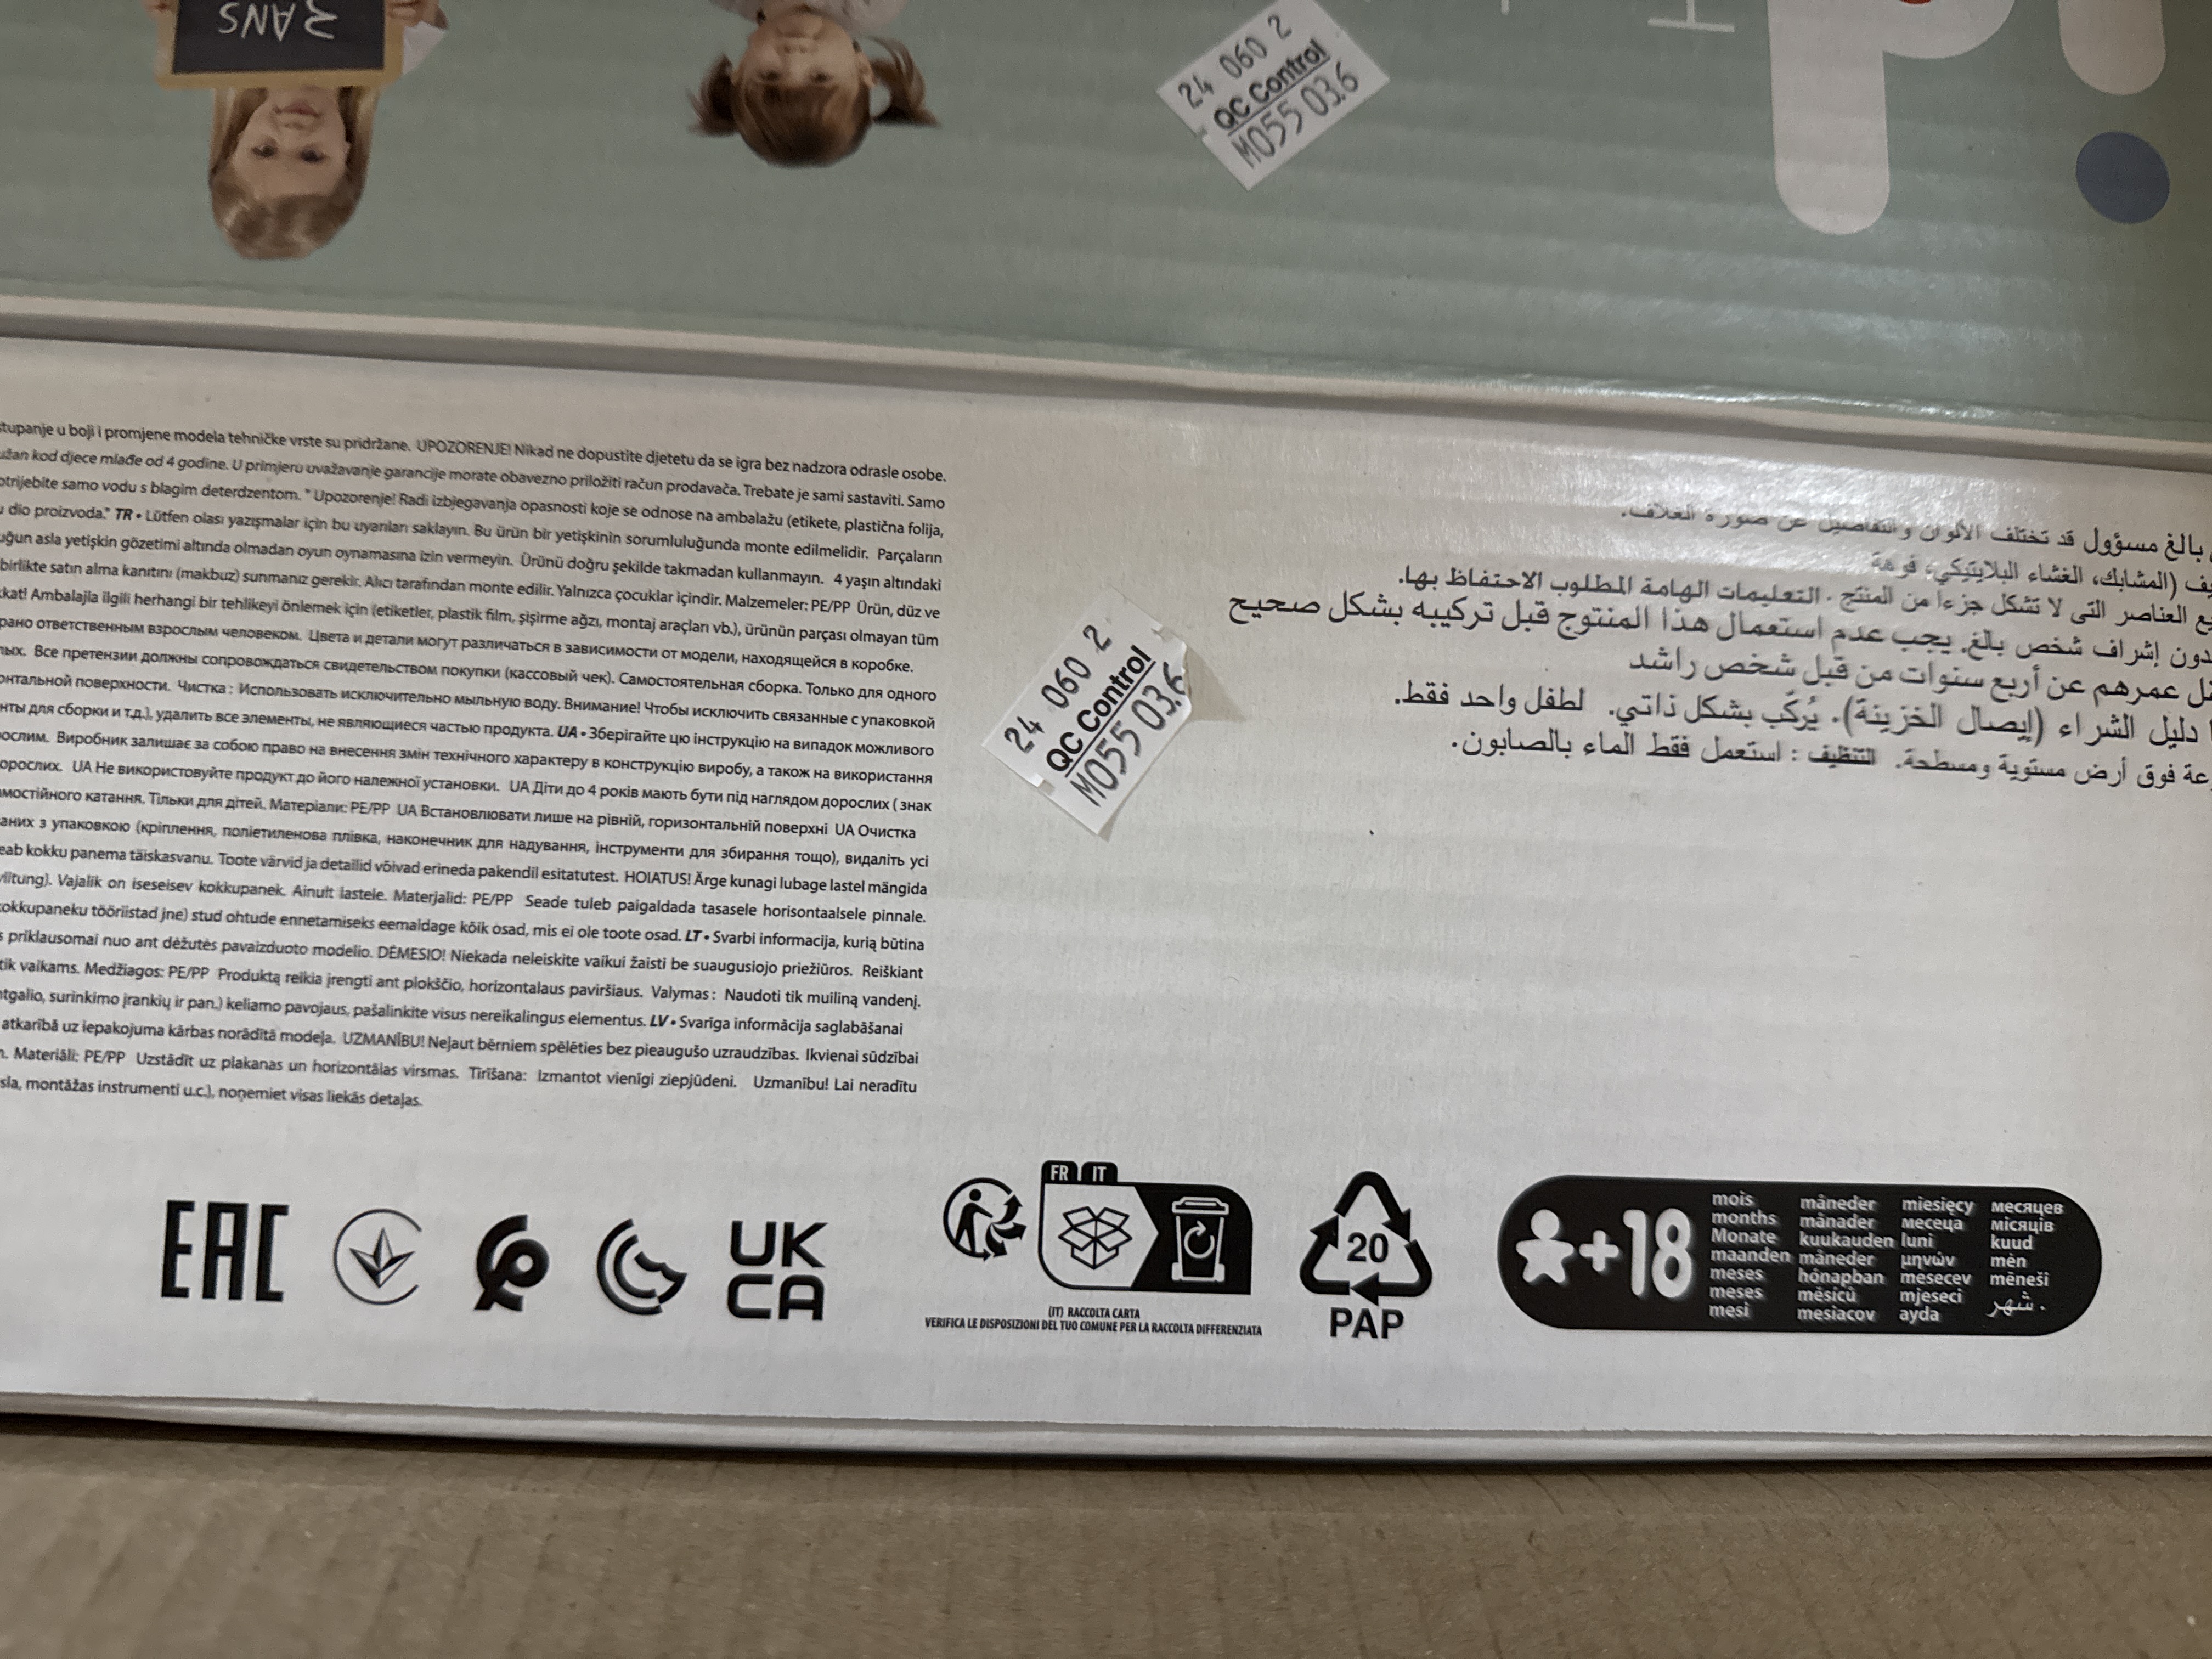 3 ANS
24 060 2
QC Control
M055 036
stupanje u boji i promjene modela tehničke vrste su pridržane. UPOZORENJE! Nikad ne dopustite djetetu da se igra bez nadzora odrasle osobe.
užan kod djece mlađe od 4 godine. U primjeru uvažavanje garancije morate obavezno priložiti račun prodavača. Trebate je sami sastaviti. Samo
otrijebite samo vodu s blagim deterdzentom. * Upozorenje! Radi izbjegavanja opasnosti koje se odnose na ambalažu (etikete, plastična folija,
u dio proizvoda.* TR • Lütfen olası yazışmalar için bu uyarıları saklayın. Bu ürün bir yetişkinin sorumluluğunda monte edilmelidir. Parçaların
uğun asla yetişkin gözetimi altında olmadan oyun oynamasına izin vermeyin. Ürünü doğru şekilde takmadan kullanmayın. 4 yaşın altındaki
birlikte satın alma kanıtını (makbuz) sunmanız gerekir. Alıcı tarafından monte edilir. Yalnızca çocuklar içindir. Malzemeler: PE/PP Ürün, düz ve
kkat! Ambalajla ilgili herhangi bir tehlikeyi önlemek için (etiketler, plastik film, şişirme ağzı, montaj araçları vb.), ürünün parçası olmayan tüm
рано ответственным взрослым человеком. Цвета и детали могут различаться в зависимости от модели, находящейся в коробке.
лых. Все претензии должны сопровождаться свидетельством покупки (кассовый чек). Самостоятельная сборка. Только для одного
онтальной поверхности. Чистка : Использовать исключительно мыльную воду. Внимание! Чтобы исключить связанные с упаковкой
нты для сборки и т.д.), удалить все элементы, не являющиеся частью продукта. UA • Зберігайте цю інструкцію на випадок можливого
рослим. Виробник залишає за собою право на внесення змін технічного характеру в конструкцію виробу, а також на використання
орослих. UA Не використовуйте продукт до його належної установки. UA Діти до 4 років мають бути під наглядом дорослих ( знак
мостійного катання. Тільки для дітей. Матеріали: PE/PP UA Встановлювати лише на рівній, горизонтальній поверхні UA Очистка
аних з упаковкою (кріплення, поліетиленова плівка, наконечник для надування, інструменти для збирання тощо), видаліть усі
eab kokku panema täiskasvanu. Toote värvid ja detailid võivad erineda pakendil esitatutest. HOIATUS! Ärge kunagi lubage lastel mängida
viitung). Vajalik on iseseisev kokkupanek. Ainult lastele. Materjalid: PE/PP Seade tuleb paigaldada tasasele horisontaalsele pinnale.
kokkupaneku tööriistad jne) stud ohtude ennetamiseks eemaldage kõik osad, mis ei ole toote osad. LT • Svarbi informacija, kurią būtina
s priklausomai nuo ant dėžutės pavaizduoto modelio. DĖMESIO! Niekada neleiskite vaikui žaisti be suaugusiojo priežiūros. Reiškiant
tik vaikams. Medžiagos: PE/PP Produktą reikia įrengti ant plokščio, horizontalaus paviršiaus. Valymas : Naudoti tik muiliną vandenį.
ntgalio, surinkimo įrankių ir pan.) keliamo pavojaus, pašalinkite visus nereikalingus elementus. LV • Svarīga informācija saglabāšanai
atkarībā uz iepakojuma kārbas norādītā modeļa. UZMANĪBU! Neļaut bērniem spēlēties bez pieaugušo uzraudzības. Ikvienai sūdzībai
n. Materiāli: PE/PP Uzstādīt uz plakanas un horizontālas virsmas. Tīrīšana: Izmantot vienīgi ziepjūdeni. Uzmanību! Lai neradītu
sla, montāžas instrumenti u.c.), noņemiet visas liekās detaļas.
24 060 2
QC Control
M055 036
بالغ مسؤول قد تختلف الألوان والتفاصيل عن صورة الغلاف.
(المشابك، الغشاء البلاستيكي، فوهة
العناصر التى لا تشكل جزءا من المنتج . التعليمات الهامة المطلوب الاحتفاظ بها.
دون إشراف شخص بالغ. يجب عدم استعمال هذا المنتوج قبل تركيبه بشكل صحيح
عمرهم عن أربع سنوات من قبل شخص راشد
دليل الشراء (إيصال الخزينة). يُركّب بشكل ذاتي. لطفل واحد فقط.
فوق أرض مستوية ومسطحة. التنظيف : استعمل فقط الماء بالصابون.
EAC
UK
CA
FR IT
(IT) RACCOLTA CARTA
VERIFICA LE DISPOSIZIONI DEL TUO COMUNE PER LA RACCOLTA DIFFERENZIATA
20
PAP
+18
mois måneder miesięcy месяцев
months månader месеца місяців
Monate kuukauden luni kuud
maanden måneder μηνών mėn
meses hónapban mesecev mēneši
meses měsíců mjeseci شهر.
mesi mesiacov ayda